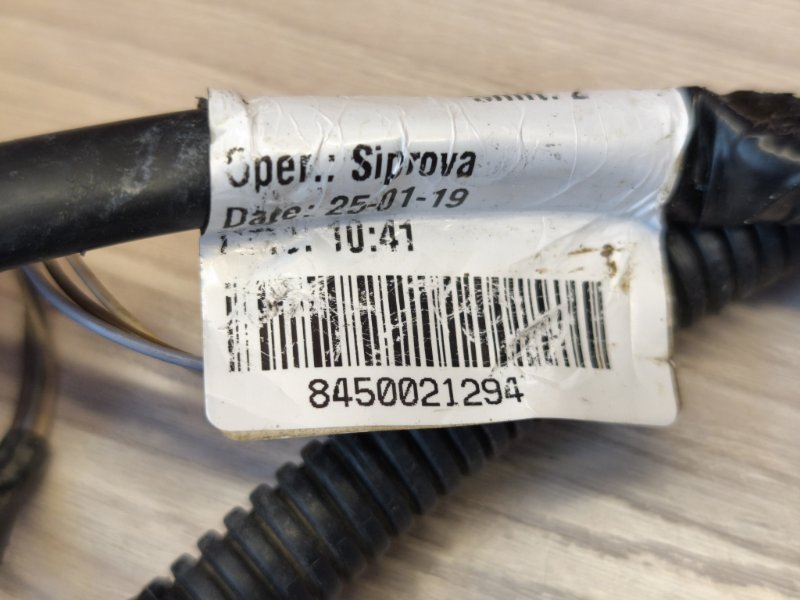 Oper.: Siprova
Date: 25-01-19
10:41
8450021294